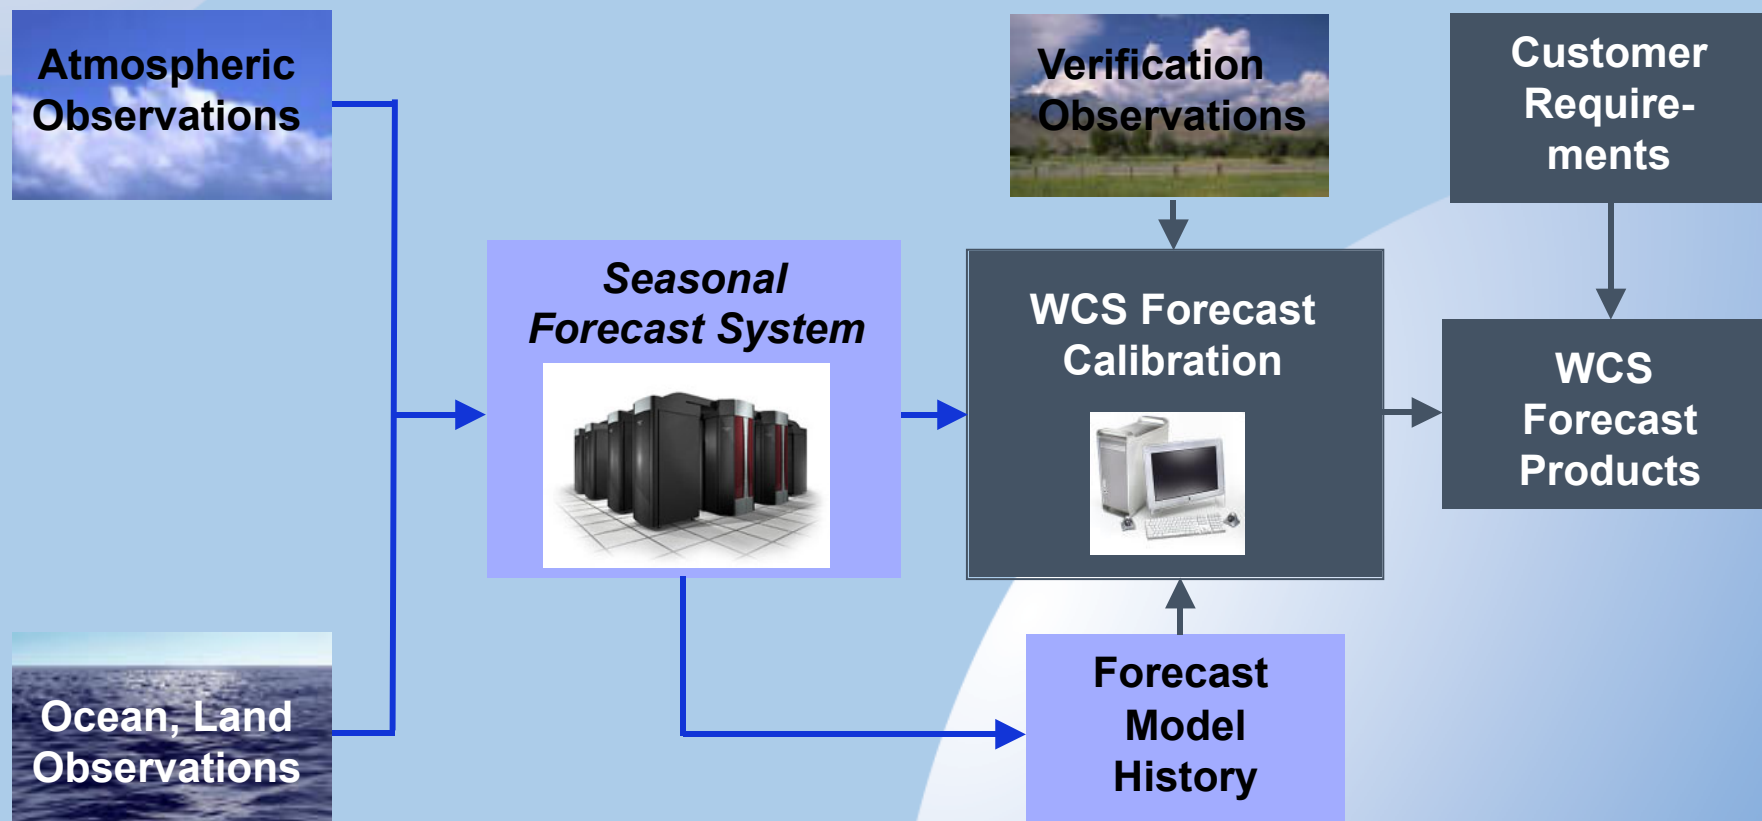 Atmospheric
Observations
Verification
Observations
Customer
Require-
ments
Seasonal
Forecast System
WCS Forecast
Calibration
WCS
Forecast
Products
Ocean, Land
Observations
Forecast
Model
History